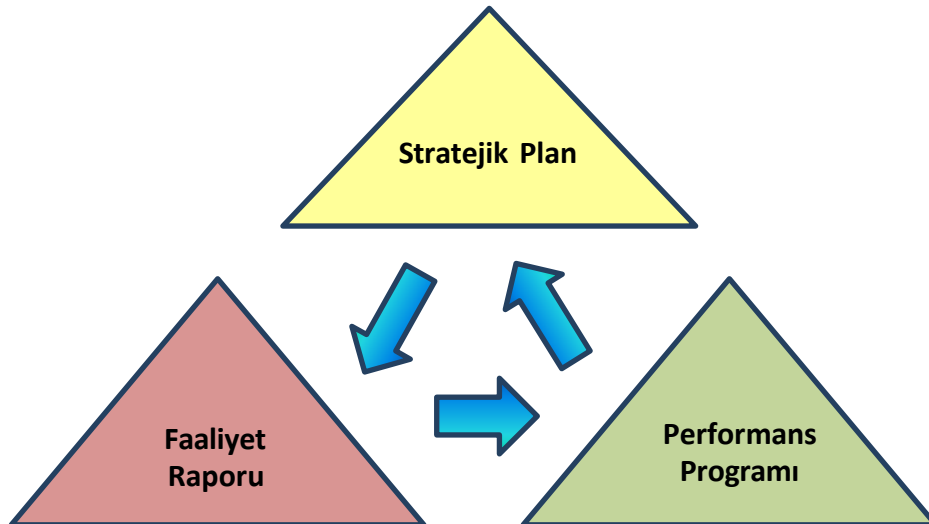 Stratejik Plan
Faaliyet
Raporu
Performans
Programı